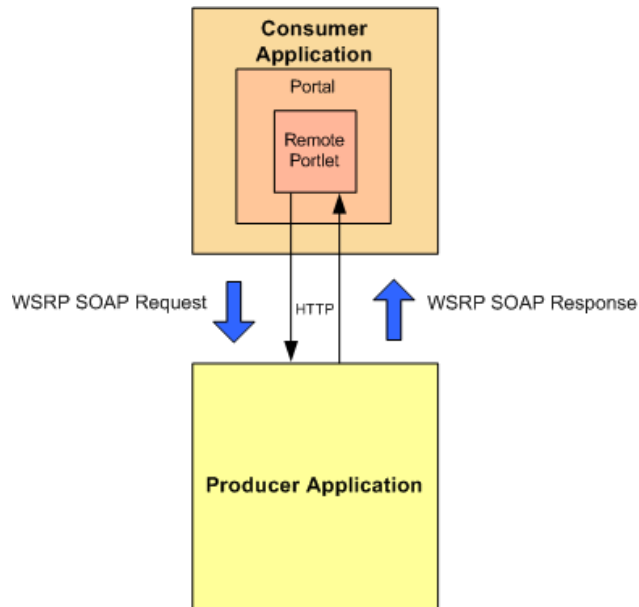 Consumer
Application
Portal
Remote
Portlet
WSRP SOAP Request
HTTP
WSRP SOAP Response
Producer Application